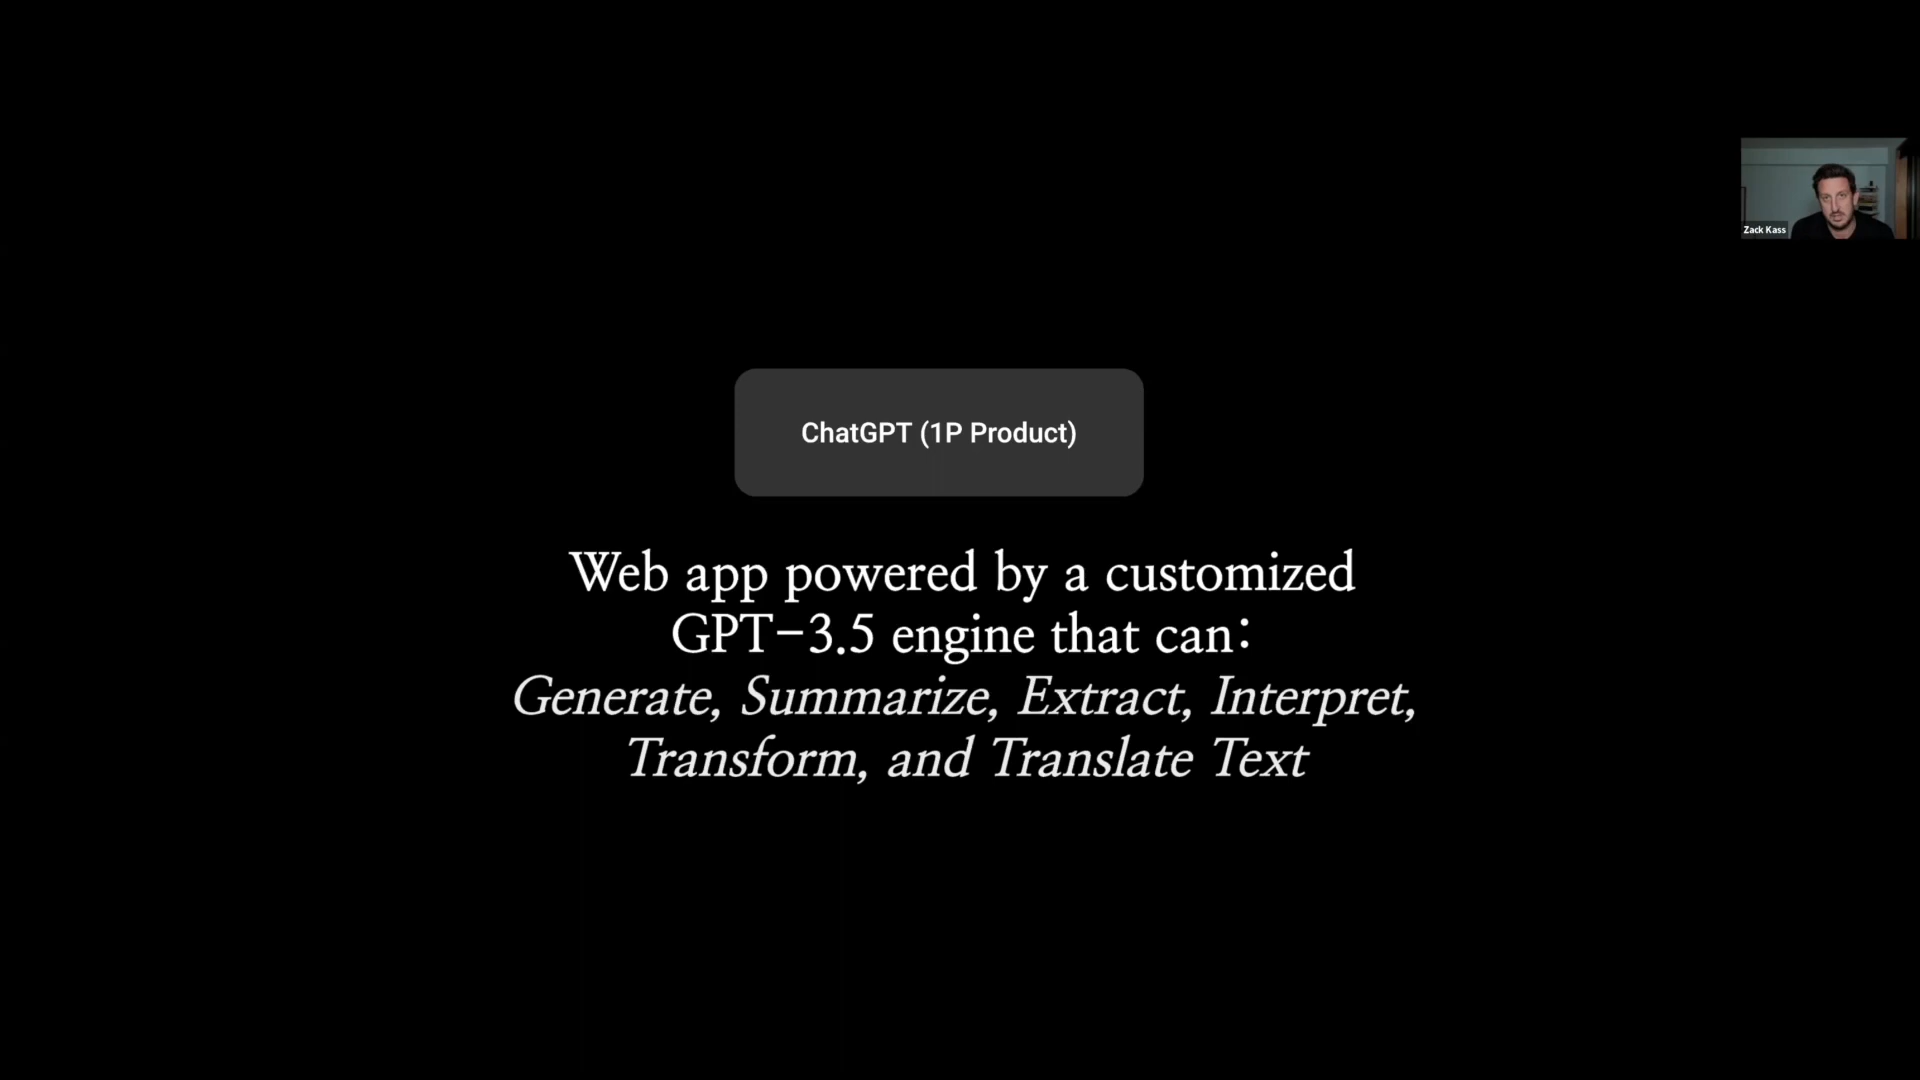 Zack Kass
ChatGPT (1P Product)
Web app powered by a customized
GPT-3.5 engine that can:
Generate, Summarize, Extract, Interpret,
Transform, and Translate Text